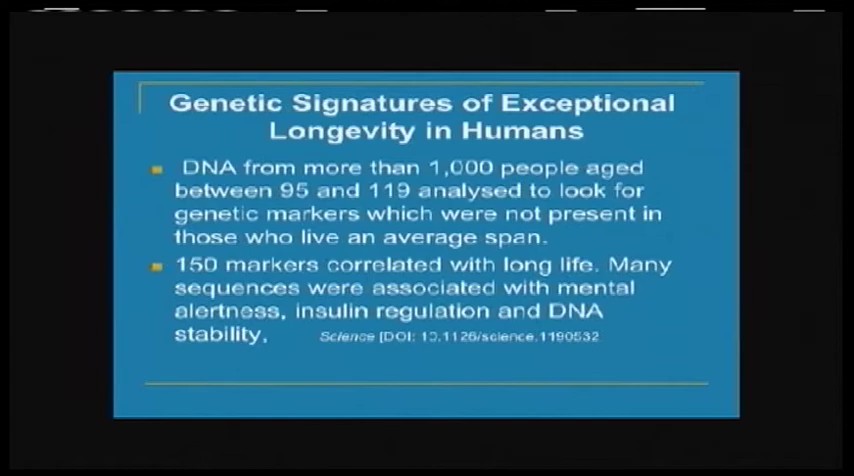 Genetic Signatures of Exceptional
Longevity in Humans
DNA from more than 1,000 people aged
between 95 and 119 analysed to look for
genetic markers which were not present in
those who live an average span.
150 markers correlated with long life. Many
sequences were associated with mental
alertness, insulin regulation and DNA
stability, Science [DOI: 10.1126/science.1190532